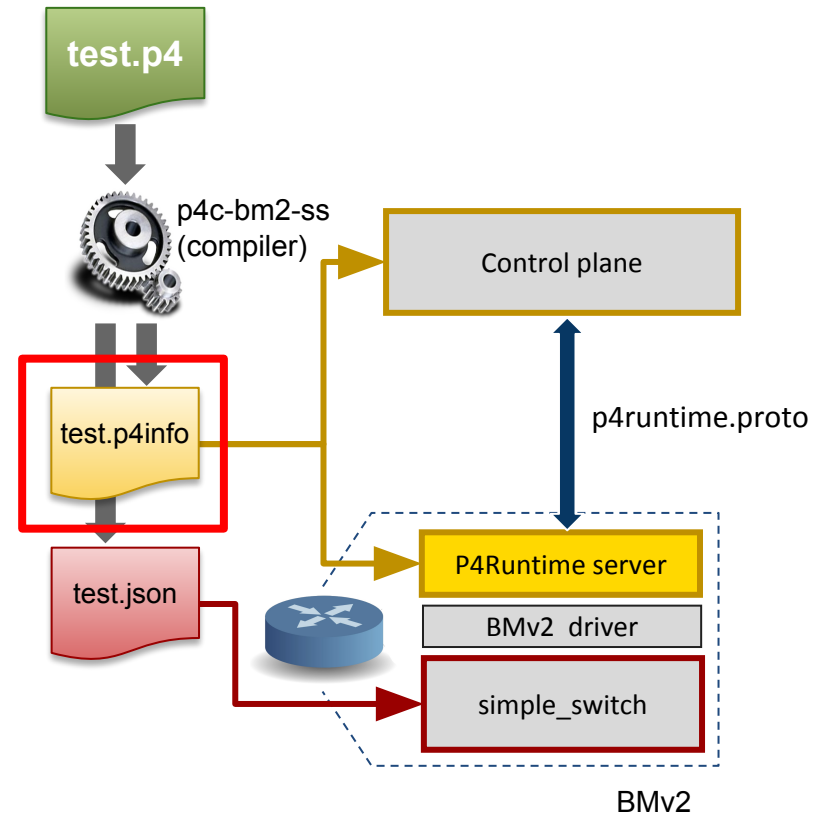 test.p4
p4c-bm2-ss
(compiler)
Control plane
test.p4info
p4runtime.proto
P4Runtime server
test.json
BMv2 driver
simple_switch
BMv2